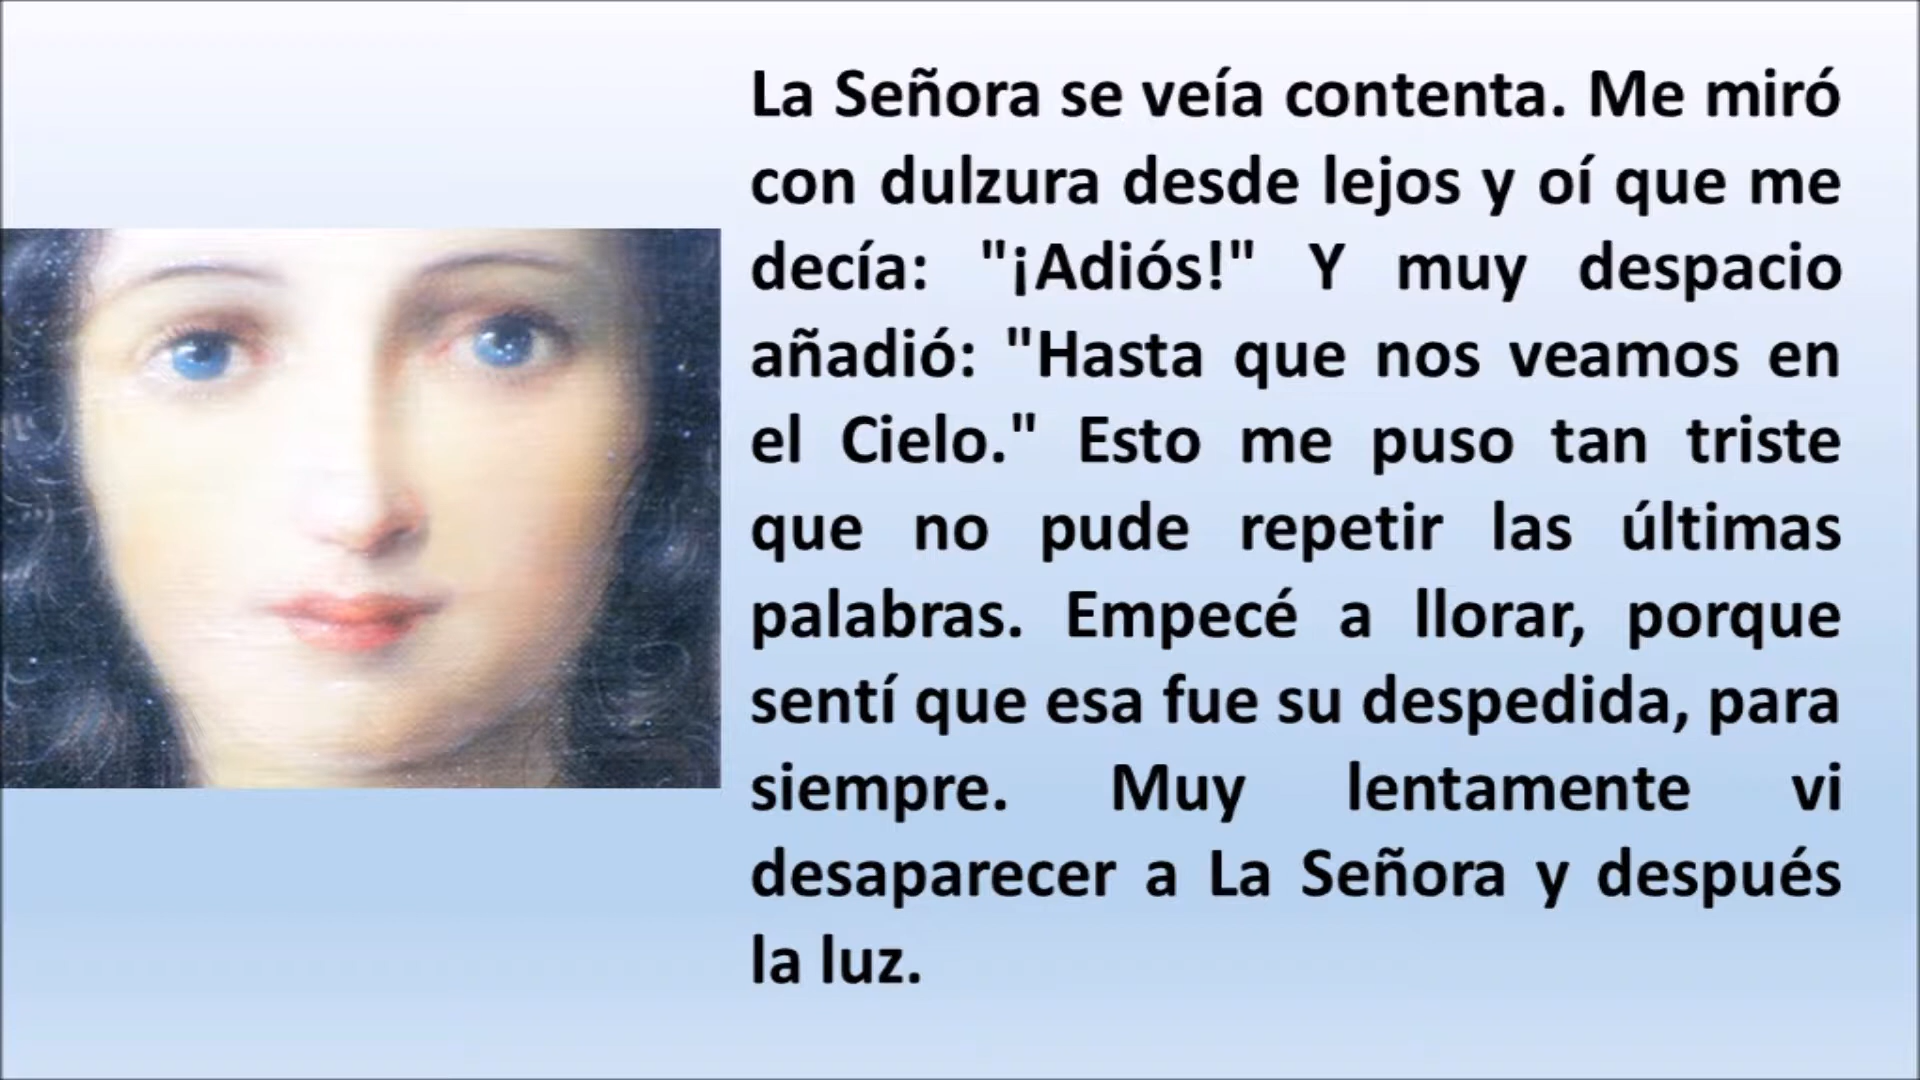 La Señora se veía contenta. Me miró
con dulzura desde lejos y oí que me
decía: "¡Adiós!" Y muy despacio
añadió: "Hasta que nos veamos en
el Cielo." Esto me puso tan triste
que no pude repetir las últimas
palabras. Empecé a llorar, porque
sentí que esa fue su despedida, para
siempre. Muy lentamente vi
desaparecer a La Señora y después
la luz.